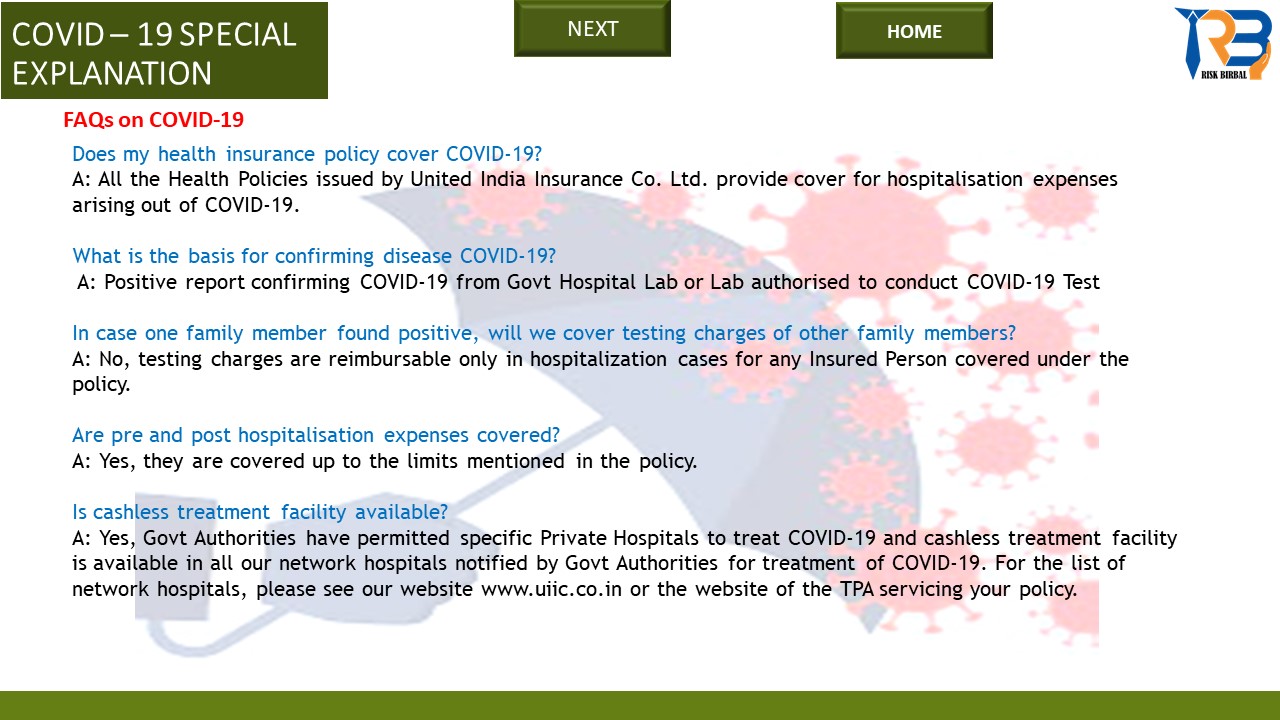 COVID – 19 SPECIAL
EXPLANATION
NEXT
HOME
RB
RISK BIRBAL
FAQs on COVID-19
Does my health insurance policy cover COVID-19?
A: All the Health Policies issued by United India Insurance Co. Ltd. provide cover for hospitalisation expenses
arising out of COVID-19.
What is the basis for confirming disease COVID-19?
A: Positive report confirming COVID-19 from Govt Hospital Lab or Lab authorised to conduct COVID-19 Test
In case one family member found positive, will we cover testing charges of other family members?
A: No, testing charges are reimbursable only in hospitalization cases for any Insured Person covered under the
policy.
Are pre and post hospitalisation expenses covered?
A: Yes, they are covered up to the limits mentioned in the policy.
Is cashless treatment facility available?
A: Yes, Govt Authorities have permitted specific Private Hospitals to treat COVID-19 and cashless treatment facility
is available in all our network hospitals notified by Govt Authorities for treatment of COVID-19. For the list of
network hospitals, please see our website www.uiic.co.in or the website of the TPA servicing your policy.